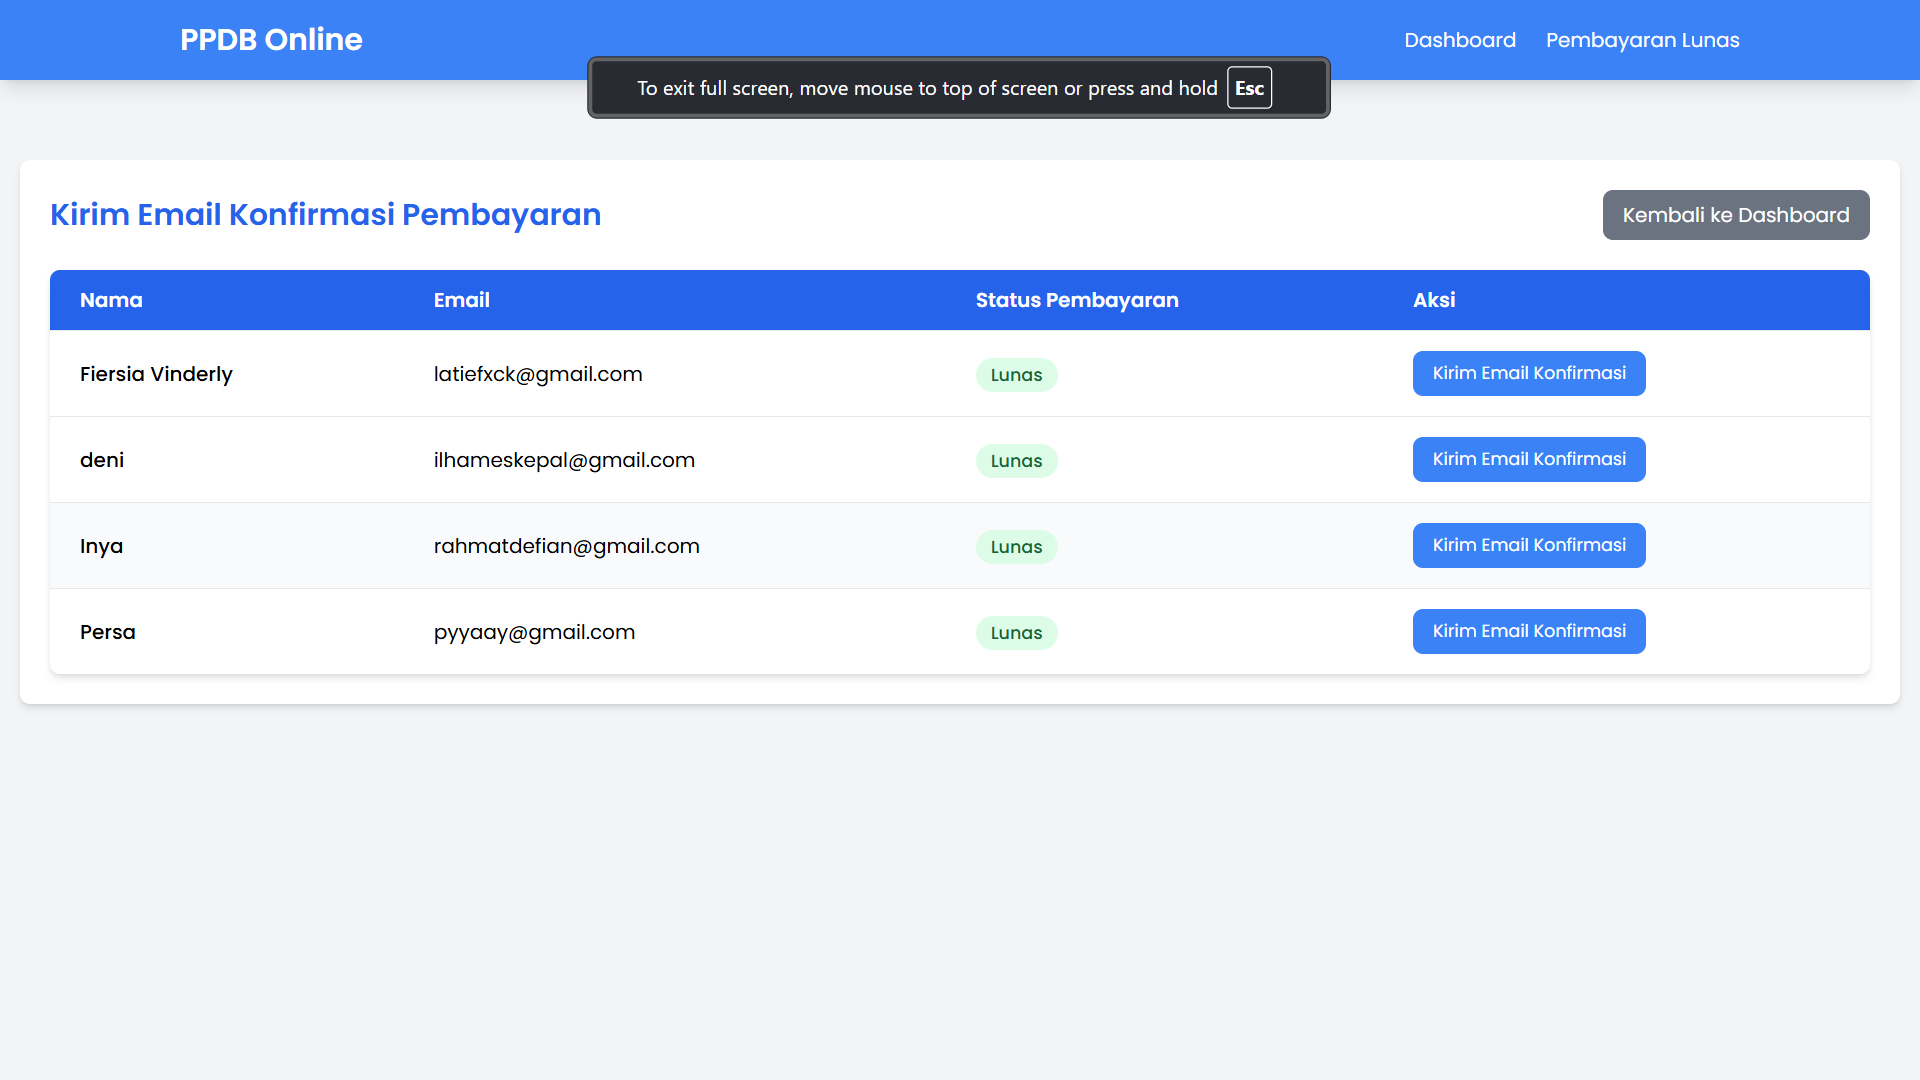 PPDB Online
Dashboard Pembayaran Lunas
To exit full screen, move mouse to top of screen or press and hold Esc
Kirim Email Konfirmasi Pembayaran
Kembali ke Dashboard
Nama Email Status Pembayaran Aksi
Fiersia Vinderly latiefxck@gmail.com Lunas Kirim Email Konfirmasi
deni ilhameskepal@gmail.com Lunas Kirim Email Konfirmasi
Inya rahmatdefian@gmail.com Lunas Kirim Email Konfirmasi
Persa pyyaay@gmail.com Lunas Kirim Email Konfirmasi